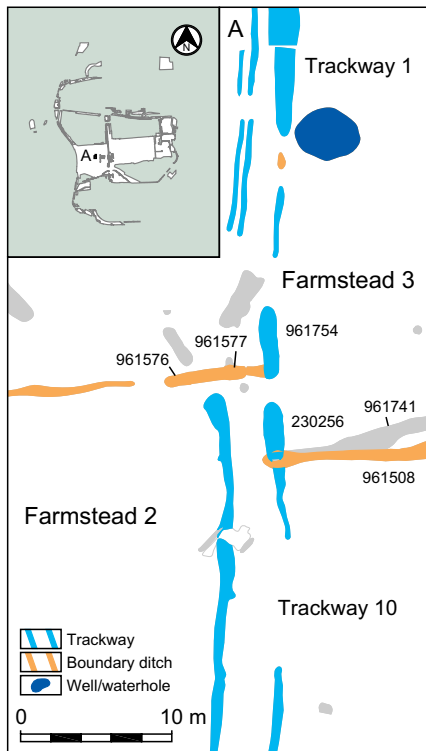 N
A
A
Trackway 1
Farmstead 3
961577
961754
961576
230256
961741
961508
Farmstead 2
Trackway 10
Trackway
Boundary ditch
Well/waterhole
0
10 m